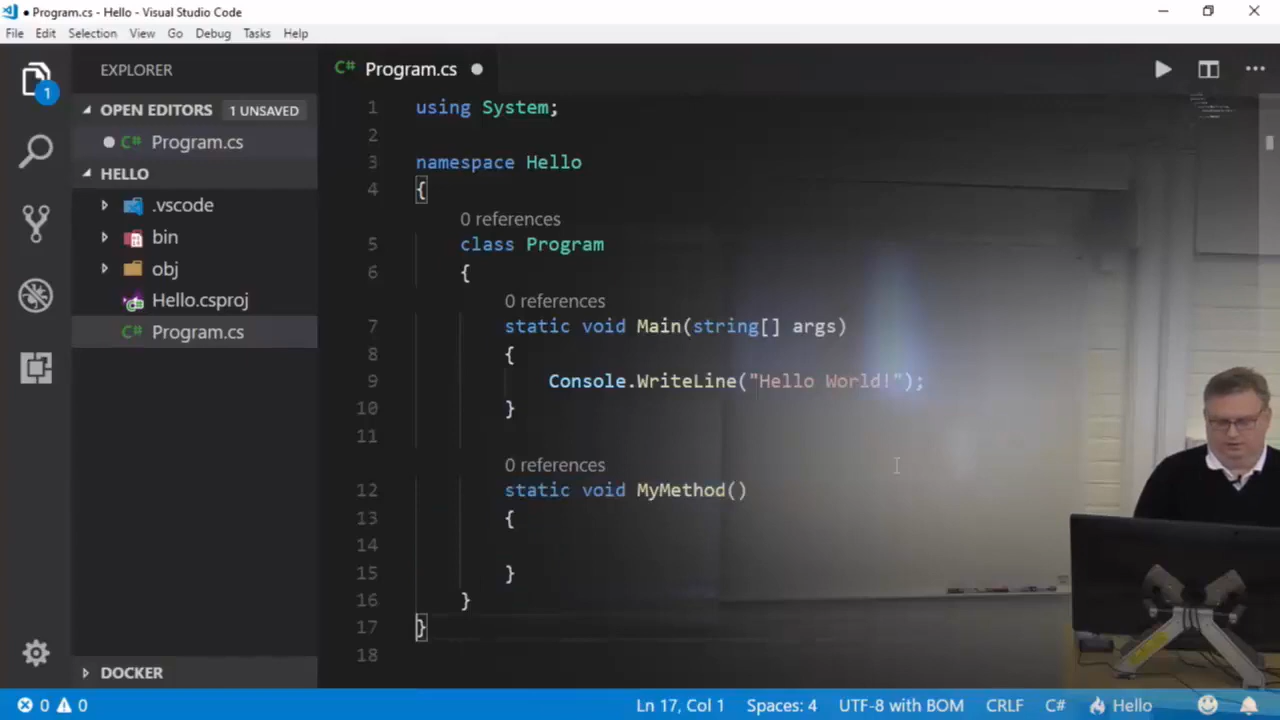 Program.cs - Hello - Visual Studio Code
File Edit Selection View Go Debug Tasks Help
EXPLORER
C# Program.cs
1
OPEN EDITORS 1 UNSAVED
C# Program.cs
HELLO
.vscode
bin
obj
Hello.csproj
C# Program.cs
DOCKER
1 using System;
2
3 namespace Hello
4 {
0 references
5 class Program
6 {
0 references
7 static void Main(string[] args)
8 {
9 Console.WriteLine("Hello World!");
10 }
11
0 references
12 static void MyMethod()
13 {
14
15 }
16 }
17 }
18
0 0 Ln 17, Col 1 Spaces: 4 UTF-8 with BOM CRLF C# Hello